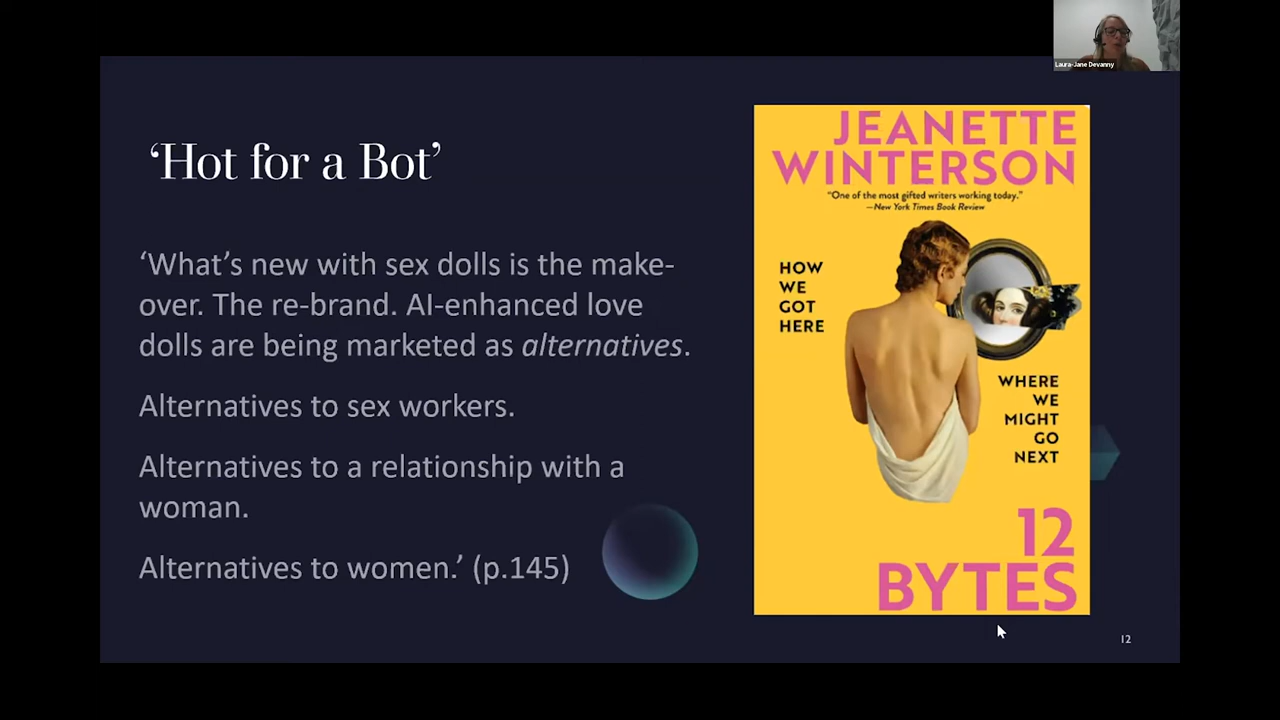 Laura-Jane Devanny
‘Hot for a Bot’
‘What’s new with sex dolls is the make-
over. The re-brand. AI-enhanced love
dolls are being marketed as alternatives.
Alternatives to sex workers.
Alternatives to a relationship with a
woman.
Alternatives to women.’ (p.145)
JEANETTE
WINTERSON
“One of the most gifted writers working today.”
—New York Times Book Review
HOW
WE
GOT
HERE
WHERE
WE
MIGHT
GO
NEXT
12
BYTES
12